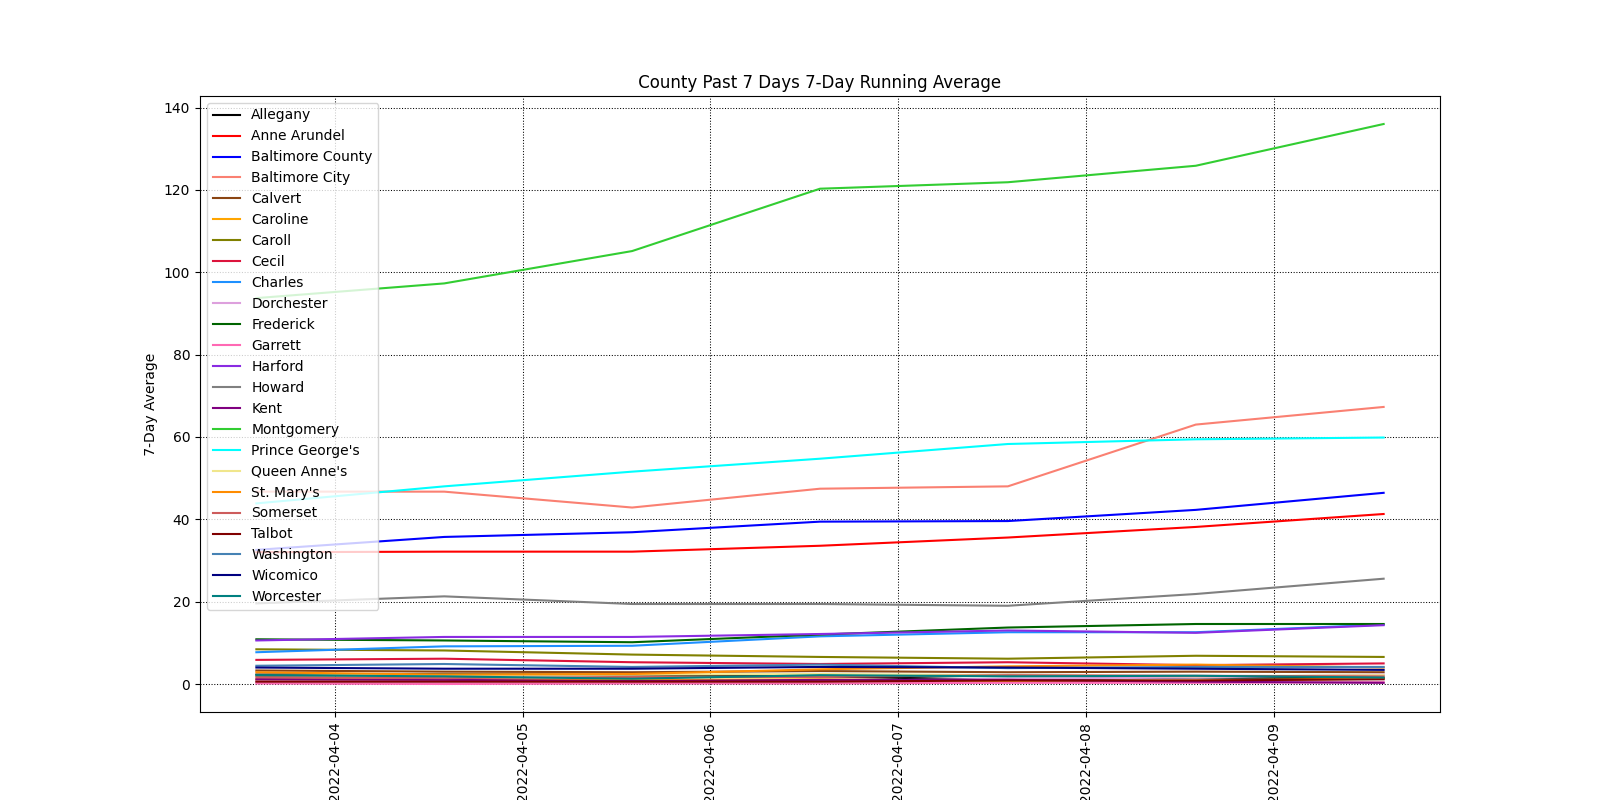 County Past 7 Days 7-Day Running Average
140
120
100
80
60
40
20
0
7-Day Average
Allegany
Anne Arundel
Baltimore County
Baltimore City
Calvert
Caroline
Caroll
Cecil
Charles
Dorchester
Frederick
Garrett
Harford
Howard
Kent
Montgomery
Prince George's
Queen Anne's
St. Mary's
Somerset
Talbot
Washington
Wicomico
Worcester
2022-04-04
2022-04-05
2022-04-06
2022-04-07
2022-04-08
2022-04-09